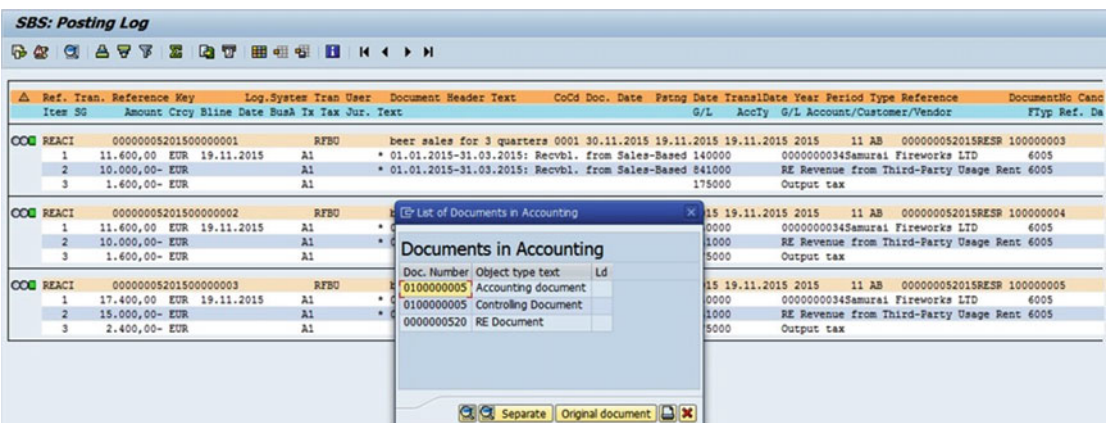 SBS: Posting Log
Ref. Tran. Reference Key Log.System Tran User Document Header Text CoCd Doc. Date Pstng Date TranslDate Year Period Type Reference DocumentNo Canc
Item SG Amount Crcy Bline Date BusA Tx Tax Jur. Text G/L AccTy G/L Account/Customer/Vendor FTyp Ref. Da
REACI 00000005201500000001 RFBU beer sales for 3 quarters 0001 30.11.2015 19.11.2015 19.11.2015 2015 11 AB 000000052015RESR 100000003
1 11.600,00 EUR 19.11.2015 A1 * 01.01.2015-31.03.2015: Recvbl. from Sales-Based 140000 0000000034Samurai Fireworks LTD 6005
2 10.000,00- EUR A1 * 01.01.2015-31.03.2015: Recvbl. from Sales-Based 841000 RE Revenue from Third-Party Usage Rent 6005
3 1.600,00- EUR A1 175000 Output tax
REACI 00000005201500000002 RFBU 15 19.11.2015 2015 11 AB 000000052015RESR 100000004
1 11.600,00 EUR 19.11.2015 A1 * 0000 0000000034Samurai Fireworks LTD 6005
2 10.000,00- EUR A1 * 1000 RE Revenue from Third-Party Usage Rent 6005
3 1.600,00- EUR A1 5000 Output tax
REACI 00000005201500000003 RFBU 15 19.11.2015 2015 11 AB 000000052015RESR 100000005
1 17.400,00 EUR 19.11.2015 A1 * 0000 0000000034Samurai Fireworks LTD 6005
2 15.000,00- EUR A1 * 1000 RE Revenue from Third-Party Usage Rent 6005
3 2.400,00- EUR A1 5000 Output tax
List of Documents in Accounting
Documents in Accounting
Doc. Number Object type text Ld
0100000005 Accounting document
0100000005 Controlling Document
0000000520 RE Document
Separate Original document